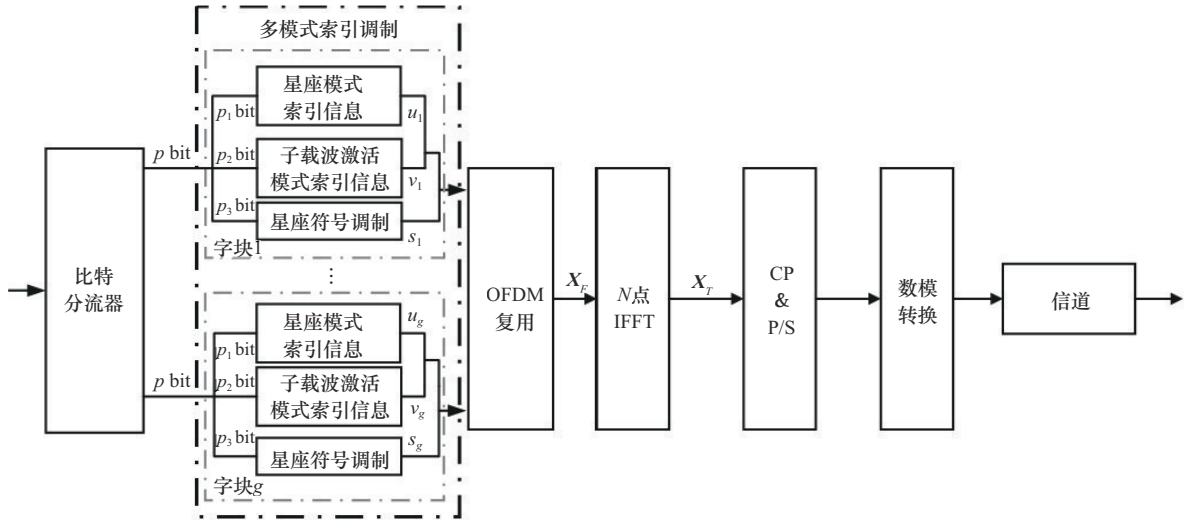 多模式索引调制
星座模式
索引信息
p₁ bit
u₁
p bit
p₂ bit
子载波激活
模式索引信息
v₁
p₃ bit
星座符号调制
s₁
字块1
⋮
比特
分流器
星座模式
索引信息
p₁ bit
u_g
p bit
p₂ bit
子载波激活
模式索引信息
v_g
p₃ bit
星座符号调制
s_g
字块g
OFDM
复用
X_F
N点
IFFT
X_T
CP
&
P/S
数模
转换
信道